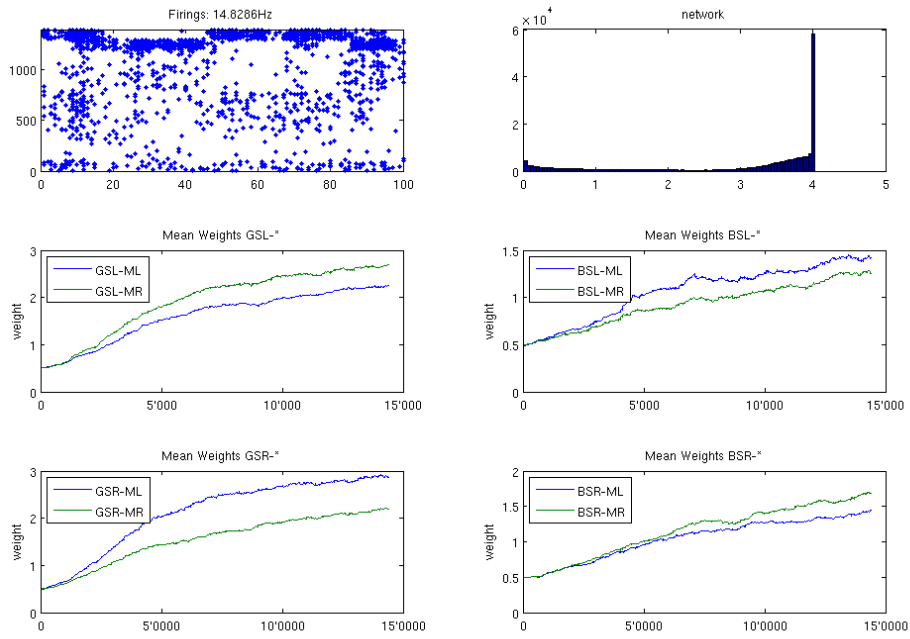 Firings: 14.8286Hz
1000
500
0
0 20 40 60 80 100
network
× 10^4
6
4
2
0
0 1 2 3 4 5
Mean Weights GSL-*
weight
3
2
1
0
GSL-ML
GSL-MR
0 5'000 10'000 15'000
Mean Weights BSL-*
weight
1.5
1
0.5
0
BSL-ML
BSL-MR
0 5'000 10'000 15'000
Mean Weights GSR-*
weight
3
2
1
0
GSR-ML
GSR-MR
0 5'0000 10'000 15'000
Mean Weights BSR-*
weight
2
1.5
1
0.5
0
BSR-ML
BSR-MR
0 5'0000 10'000 15'000